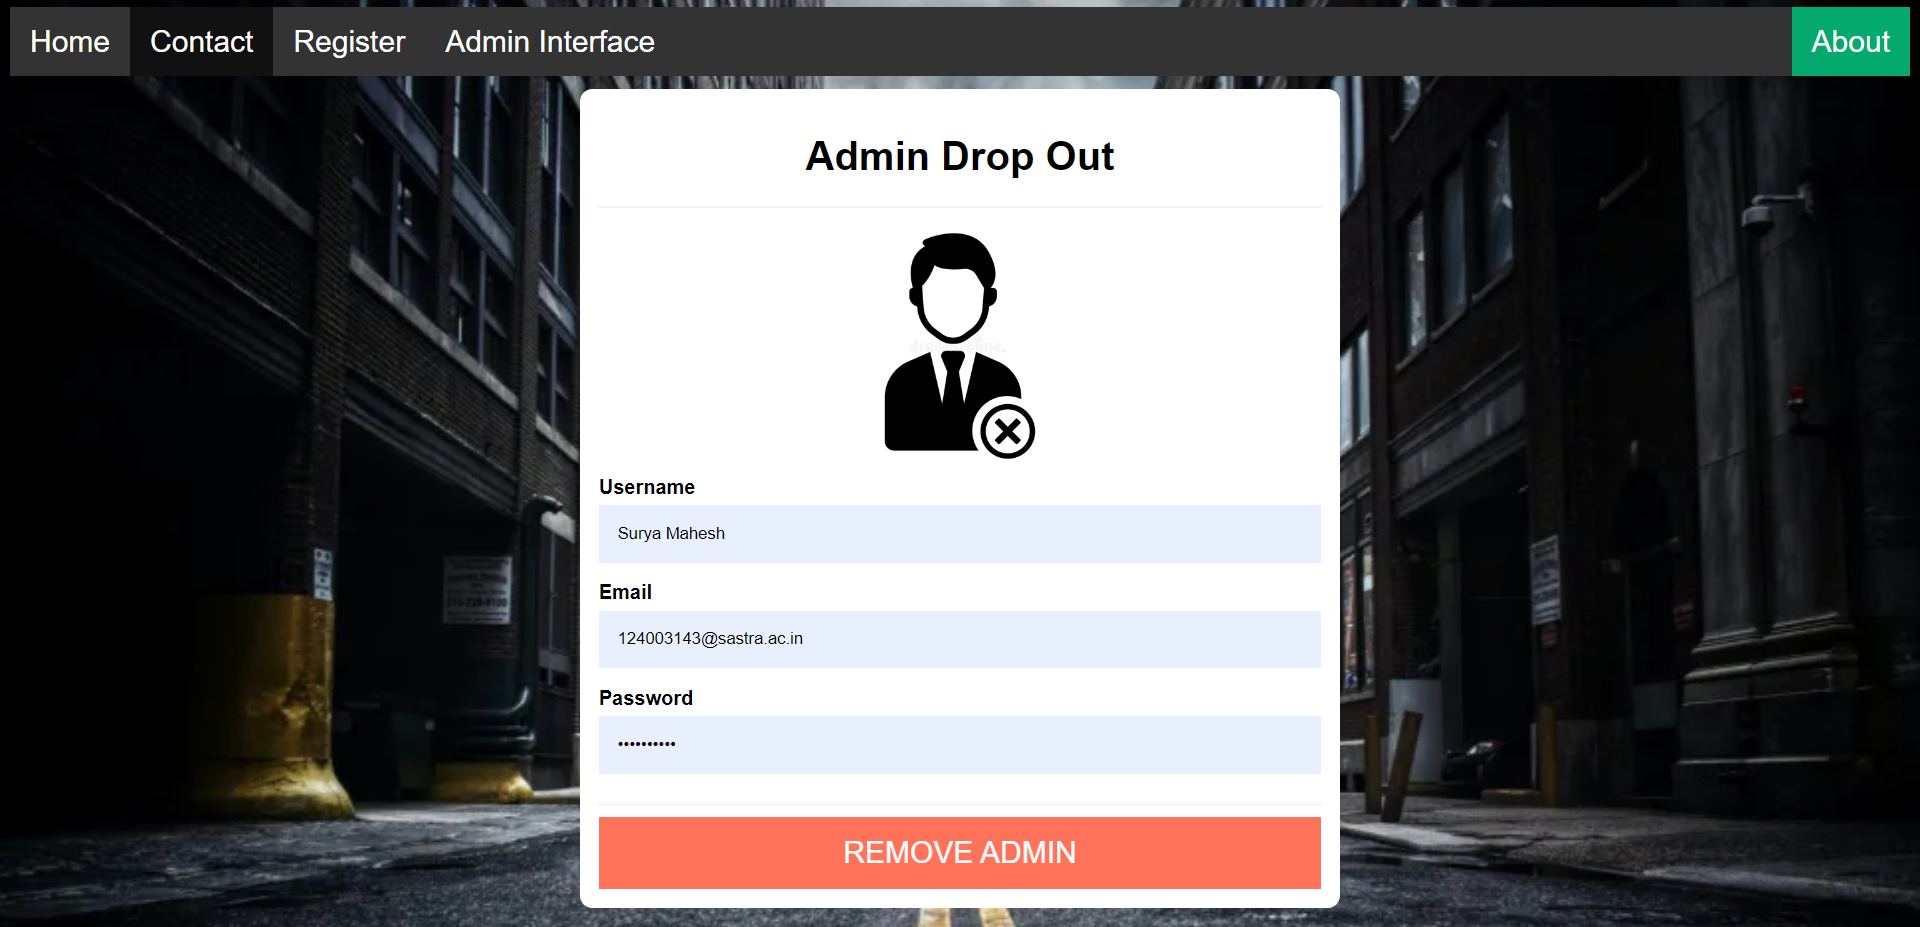 Home Contact Register Admin Interface About
Admin Drop Out
Username
Surya Mahesh
Email
124003143@sastra.ac.in
Password
••••••••••
REMOVE ADMIN